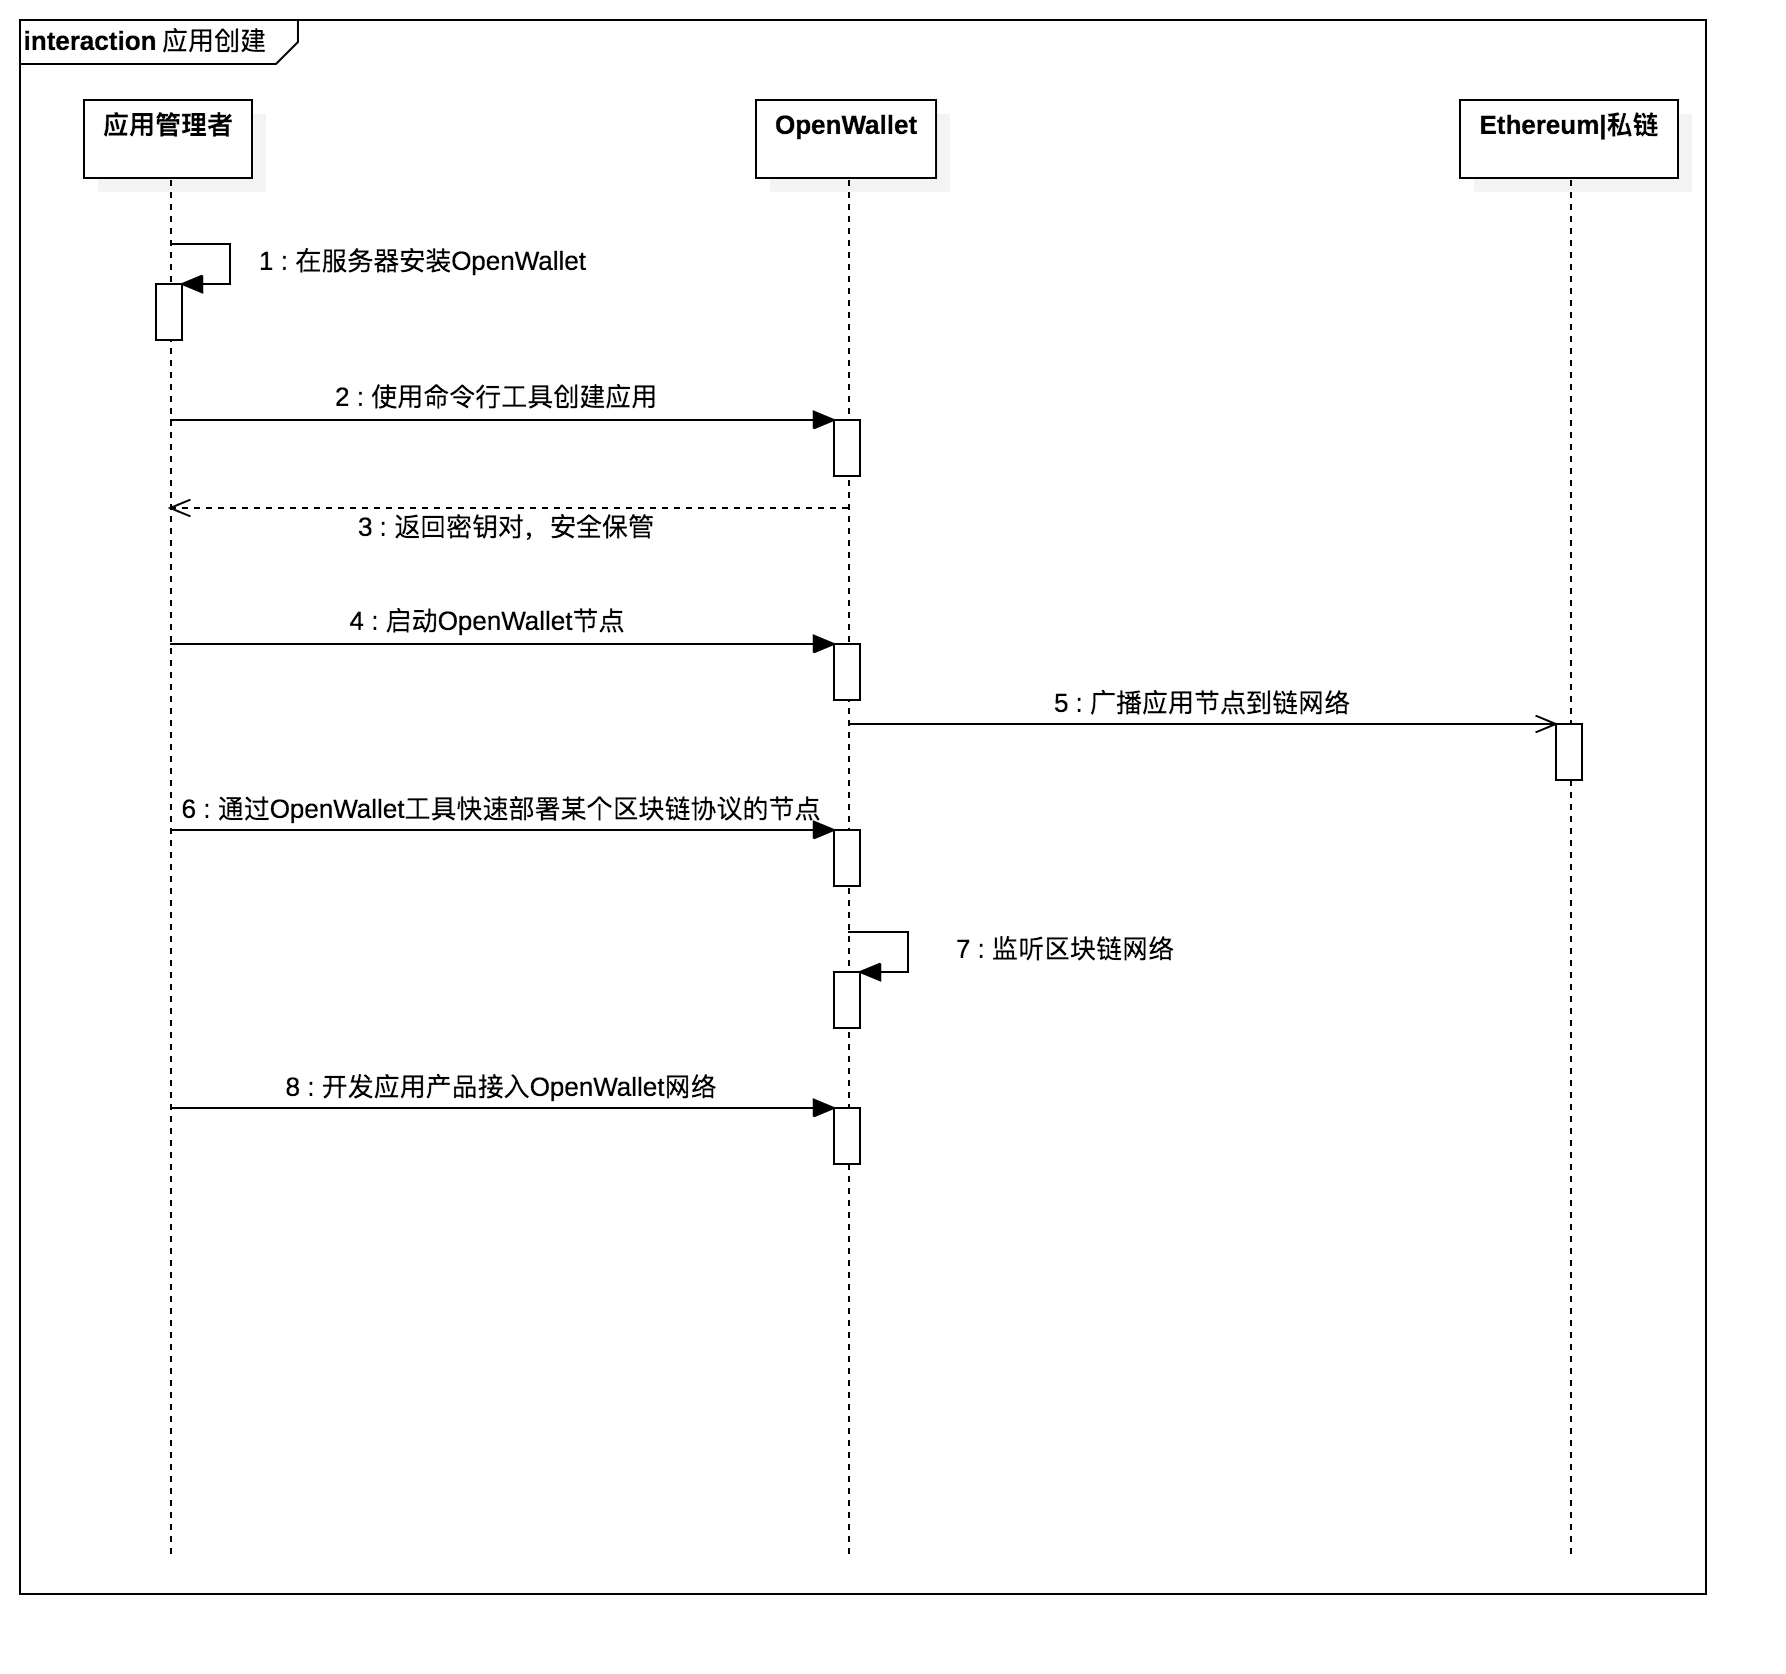 interaction 应用创建
应用管理者
OpenWallet
Ethereum|私链
1 : 在服务器安装OpenWallet
2 : 使用命令行工具创建应用
3 : 返回密钥对，安全保管
4 : 启动OpenWallet节点
5 : 广播应用节点到链网络
6 : 通过OpenWallet工具快速部署某个区块链协议的节点
7 : 监听区块链网络
8 : 开发应用产品接入OpenWallet网络